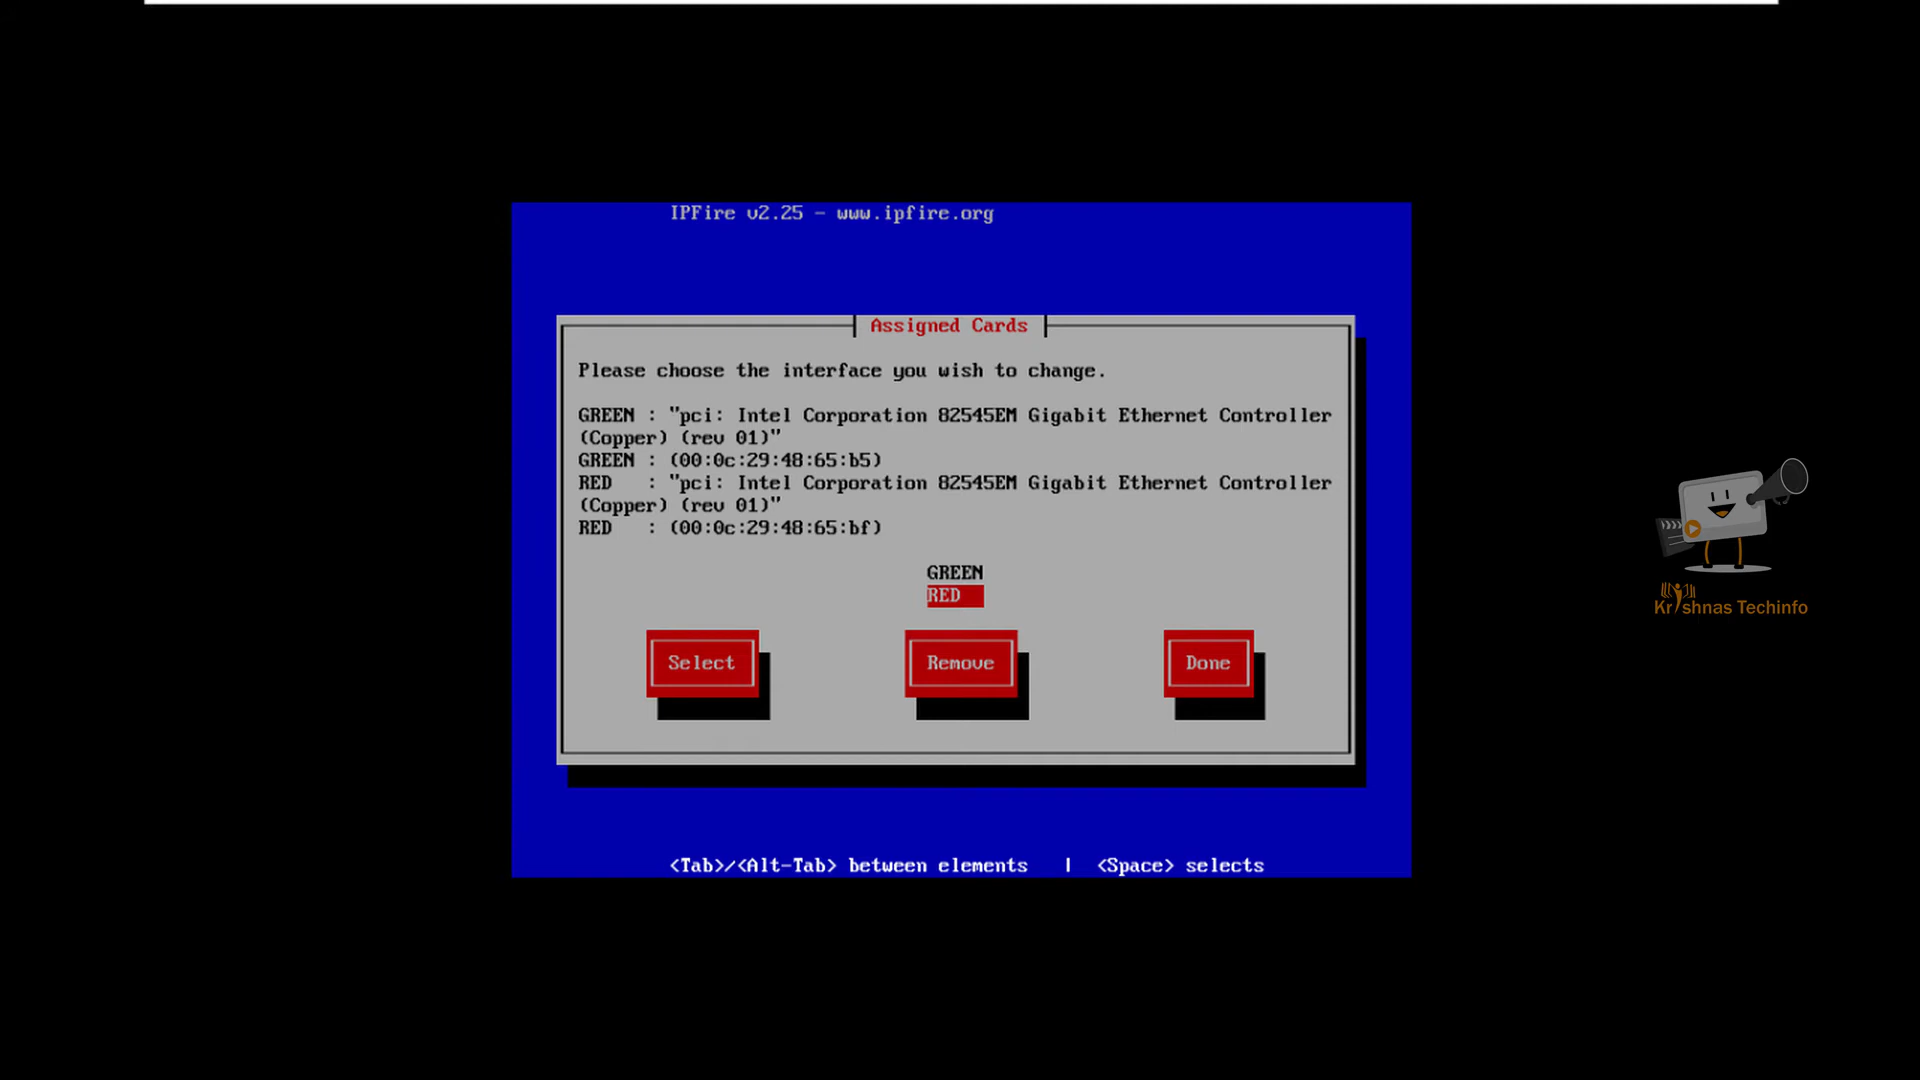 IPFire v2.25 - www.ipfire.org
Assigned Cards
Please choose the interface you wish to change.
GREEN : "pci: Intel Corporation 82545EM Gigabit Ethernet Controller
(Copper) (rev 01)"
GREEN : (00:0c:29:48:65:b5)
RED : "pci: Intel Corporation 82545EM Gigabit Ethernet Controller
(Copper) (rev 01)"
RED : (00:0c:29:48:65:bf)
GREEN
RED
Select Remove Done
<Tab>/<Alt-Tab> between elements | <Space> selects
Krishnas Techinfo